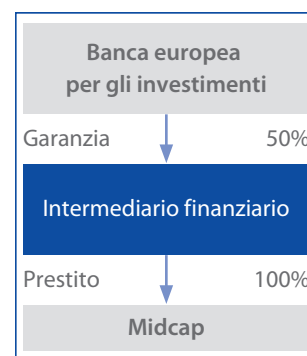 Banca europea
per gli investimenti
Garanzia 50%
Intermediario finanziario
Prestito 100%
Midcap